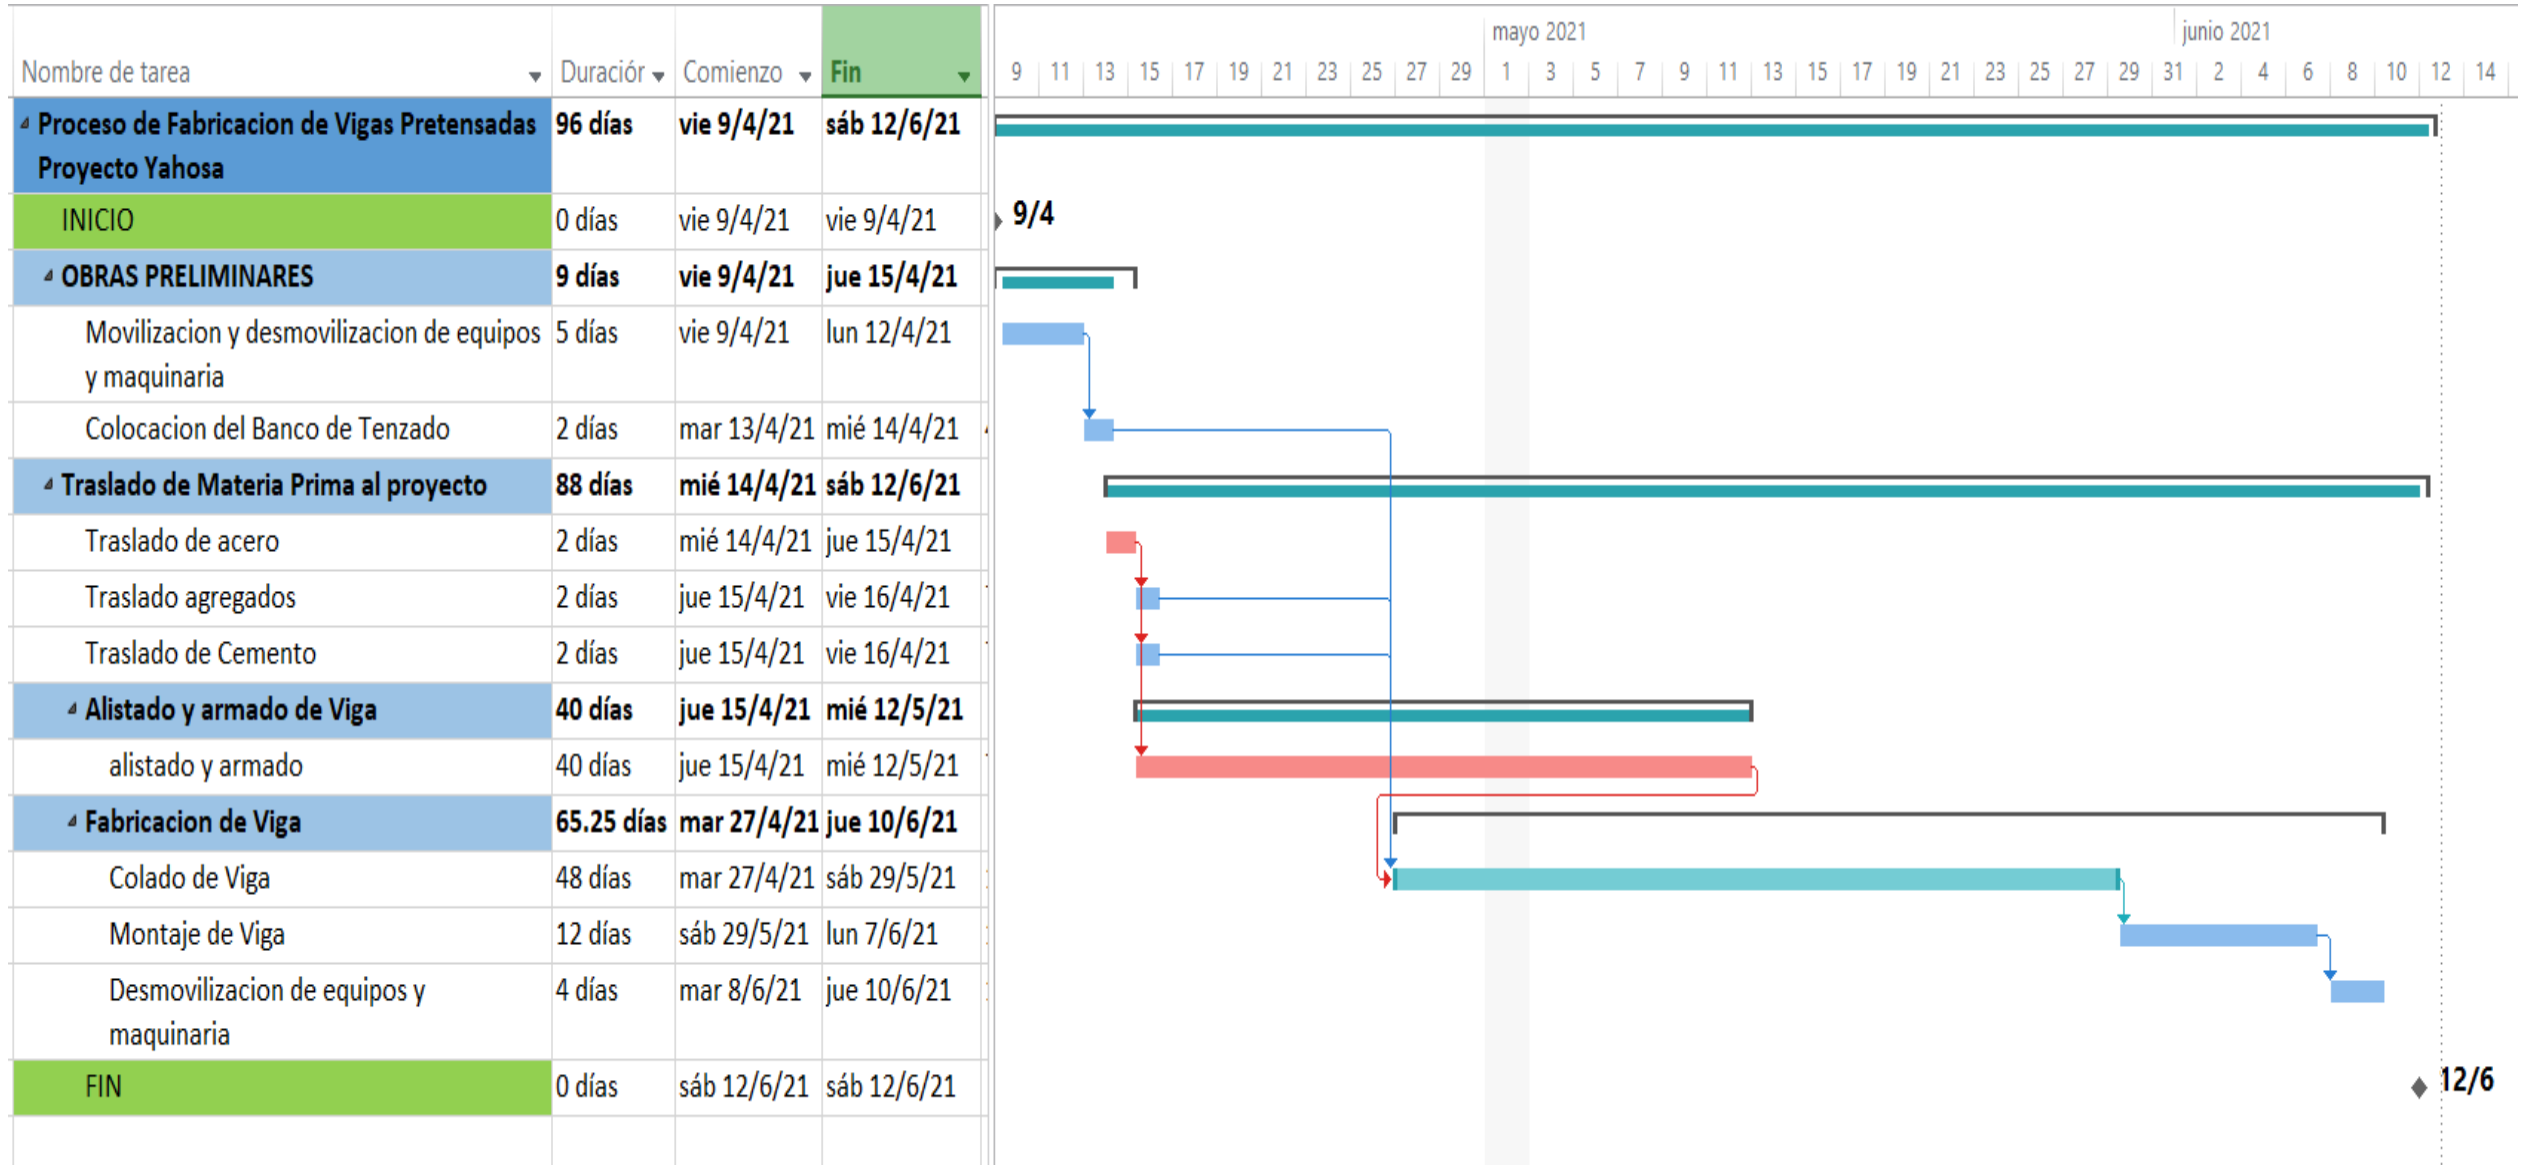 mayo 2021 junio 2021
Nombre de tarea Duraciór Comienzo Fin 9 11 13 15 17 19 21 23 25 27 29 1 3 5 7 9 11 13 15 17 19 21 23 25 27 29 31 2 4 6 8 10 12 14
Proceso de Fabricacion de Vigas Pretensadas 96 días vie 9/4/21 sáb 12/6/21
Proyecto Yahosa
INICIO 0 días vie 9/4/21 vie 9/4/21 9/4
OBRAS PRELIMINARES 9 días vie 9/4/21 jue 15/4/21
Movilizacion y desmovilizacion de equipos 5 días vie 9/4/21 lun 12/4/21
y maquinaria
Colocacion del Banco de Tenzado 2 días mar 13/4/21 mié 14/4/21
Traslado de Materia Prima al proyecto 88 días mié 14/4/21 sáb 12/6/21
Traslado de acero 2 días mié 14/4/21 jue 15/4/21
Traslado agregados 2 días jue 15/4/21 vie 16/4/21
Traslado de Cemento 2 días jue 15/4/21 vie 16/4/21
Alistado y armado de Viga 40 días jue 15/4/21 mié 12/5/21
alistado y armado 40 días jue 15/4/21 mié 12/5/21
Fabricacion de Viga 65.25 días mar 27/4/21 jue 10/6/21
Colado de Viga 48 días mar 27/4/21 sáb 29/5/21
Montaje de Viga 12 días sáb 29/5/21 lun 7/6/21
Desmovilizacion de equipos y 4 días mar 8/6/21 jue 10/6/21
maquinaria
FIN 0 días sáb 12/6/21 sáb 12/6/21 12/6